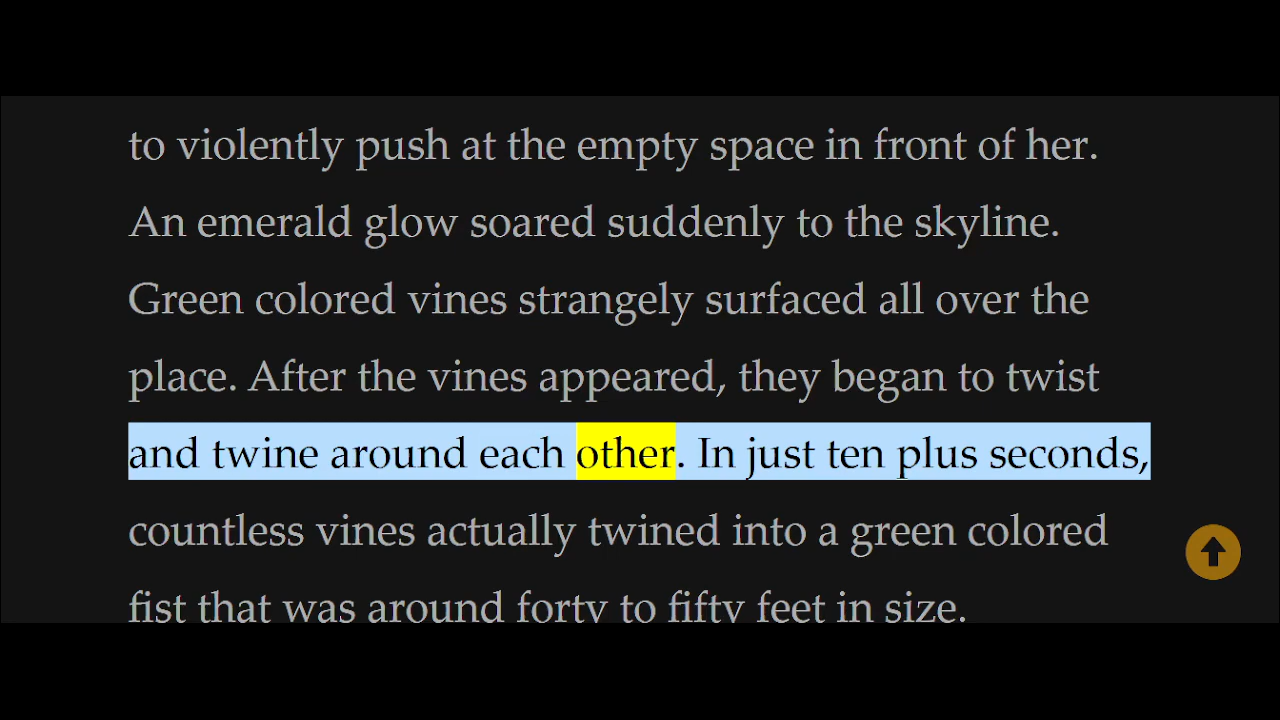 to violently push at the empty space in front of her.
An emerald glow soared suddenly to the skyline.
Green colored vines strangely surfaced all over the
place. After the vines appeared, they began to twist
and twine around each other. In just ten plus seconds,
countless vines actually twined into a green colored
fist that was around forty to fifty feet in size.